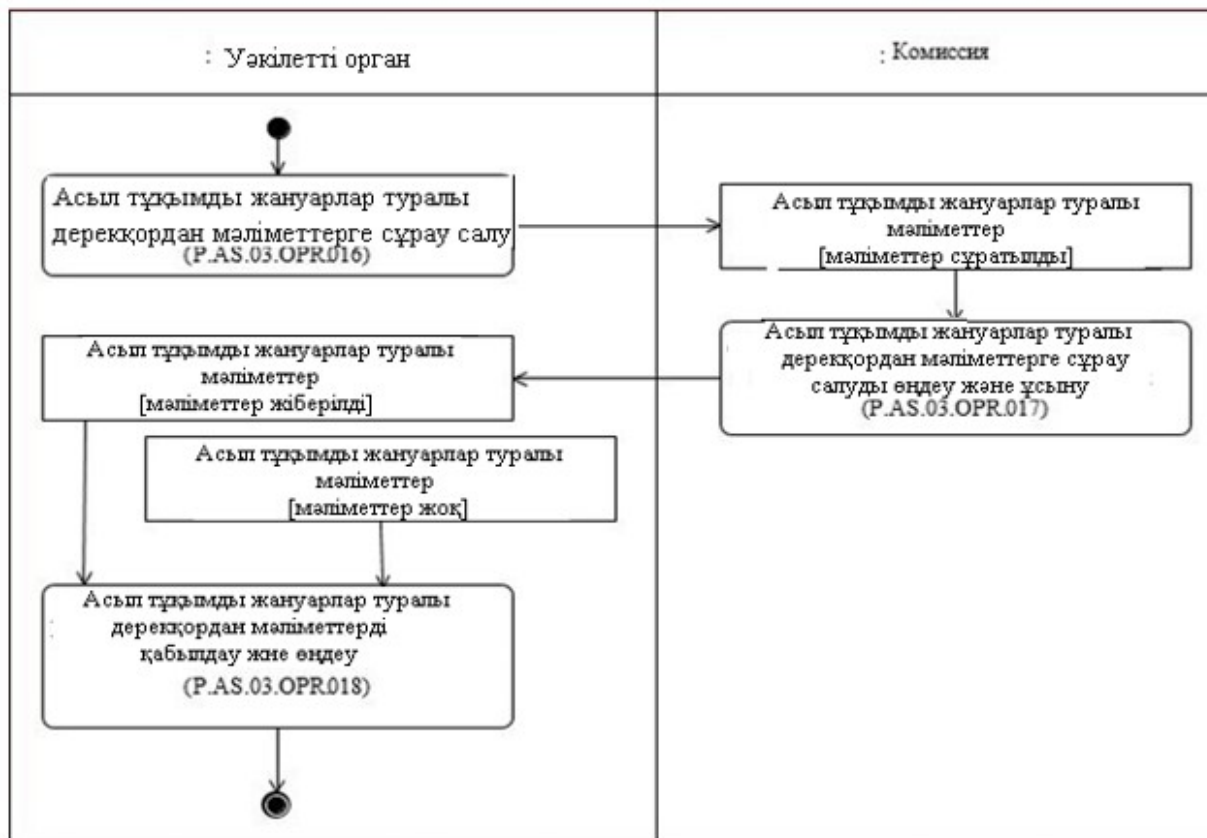 : Уәкілетті орган
: Комиссия
Асыл тұқымды жануарлар туралы
дерекқордан мәліметтерге сұрау салу
(P.AS.03.OPR.016)
Асыл тұқымды жануарлар туралы
мәліметтер
[мәліметтер сұратылды]
Асыл тұқымды жануарлар туралы
дерекқордан мәліметтерге сұрау
салуды өңдеу және ұсыну
(P.AS.03.OPR.017)
Асыл тұқымды жануарлар туралы
мәліметтер
[мәліметтер жіберілді]
Асыл тұқымды жануарлар туралы
мәліметтер
[мәліметтер жоқ]
Асыл тұқымды жануарлар туралы
дерекқордан мәліметтерді
қабылдау жне өңдеу
(P.AS.03.OPR.018)